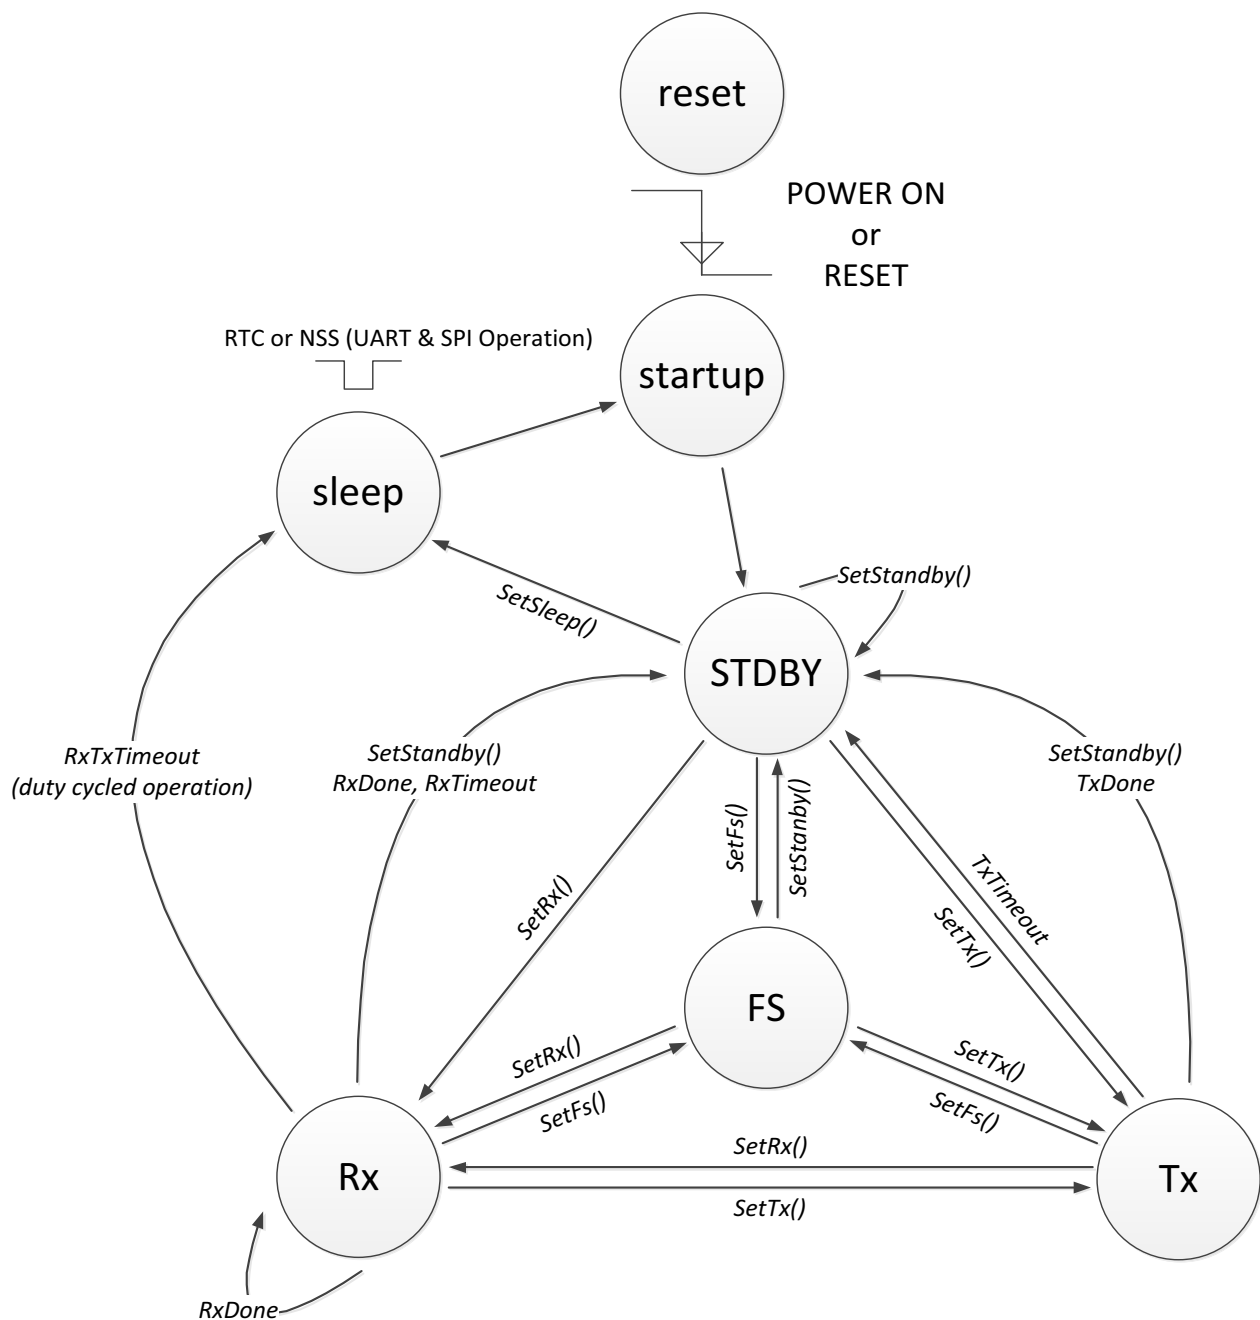 reset
POWER ON
or
RESET
RTC or NSS (UART & SPI Operation)
startup
sleep
SetStandby()
SetSleep()
STDBY
RxTxTimeout
(duty cycled operation)
SetStandby()
RxDone, RxTimeout
SetStandby()
TxDone
SetFs()
SetStanby()
SetRx()
TxTimeout
SetTx()
FS
SetRx()
SetFs()
SetTx()
SetFs()
SetRx()
Rx
Tx
SetTx()
RxDone